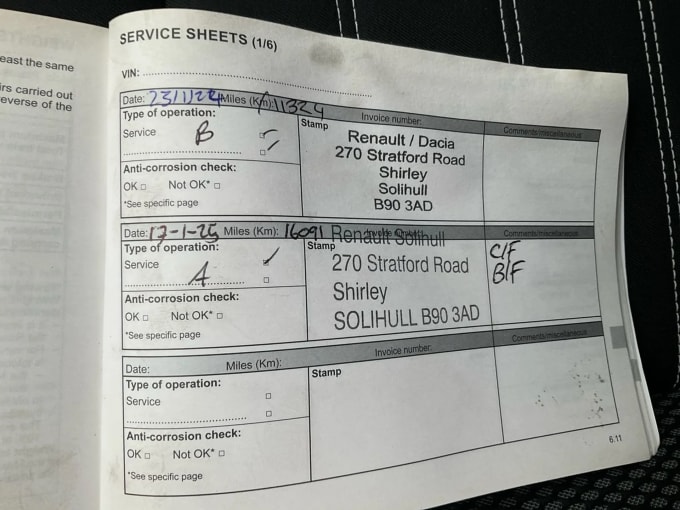 east the same
irs carried out
everse of the
SERVICE SHEETS (1/6)
VIN:
Date: 23/1/24 Miles (Km): 11324 Invoice number: Comments/miscellaneous
Type of operation:
Service B
Stamp
Renault / Dacia
270 Stratford Road
Shirley
Solihull
B90 3AD
Anti-corrosion check:
OK □ Not OK* □
*See specific page
Date: 17-1-25 Miles (Km): 16091 Invoice number: Comments/miscellaneous
Type of operation:
Service A
Stamp
Renault Solihull
270 Stratford Road
Shirley
SOLIHULL B90 3AD
C/F
B/F
Anti-corrosion check:
OK □ Not OK* □
*See specific page
Date: Miles (Km): Invoice number: Comments/miscellaneous
Type of operation:
Service □
□
Stamp
Anti-corrosion check:
OK □ Not OK* □
*See specific page
6.11